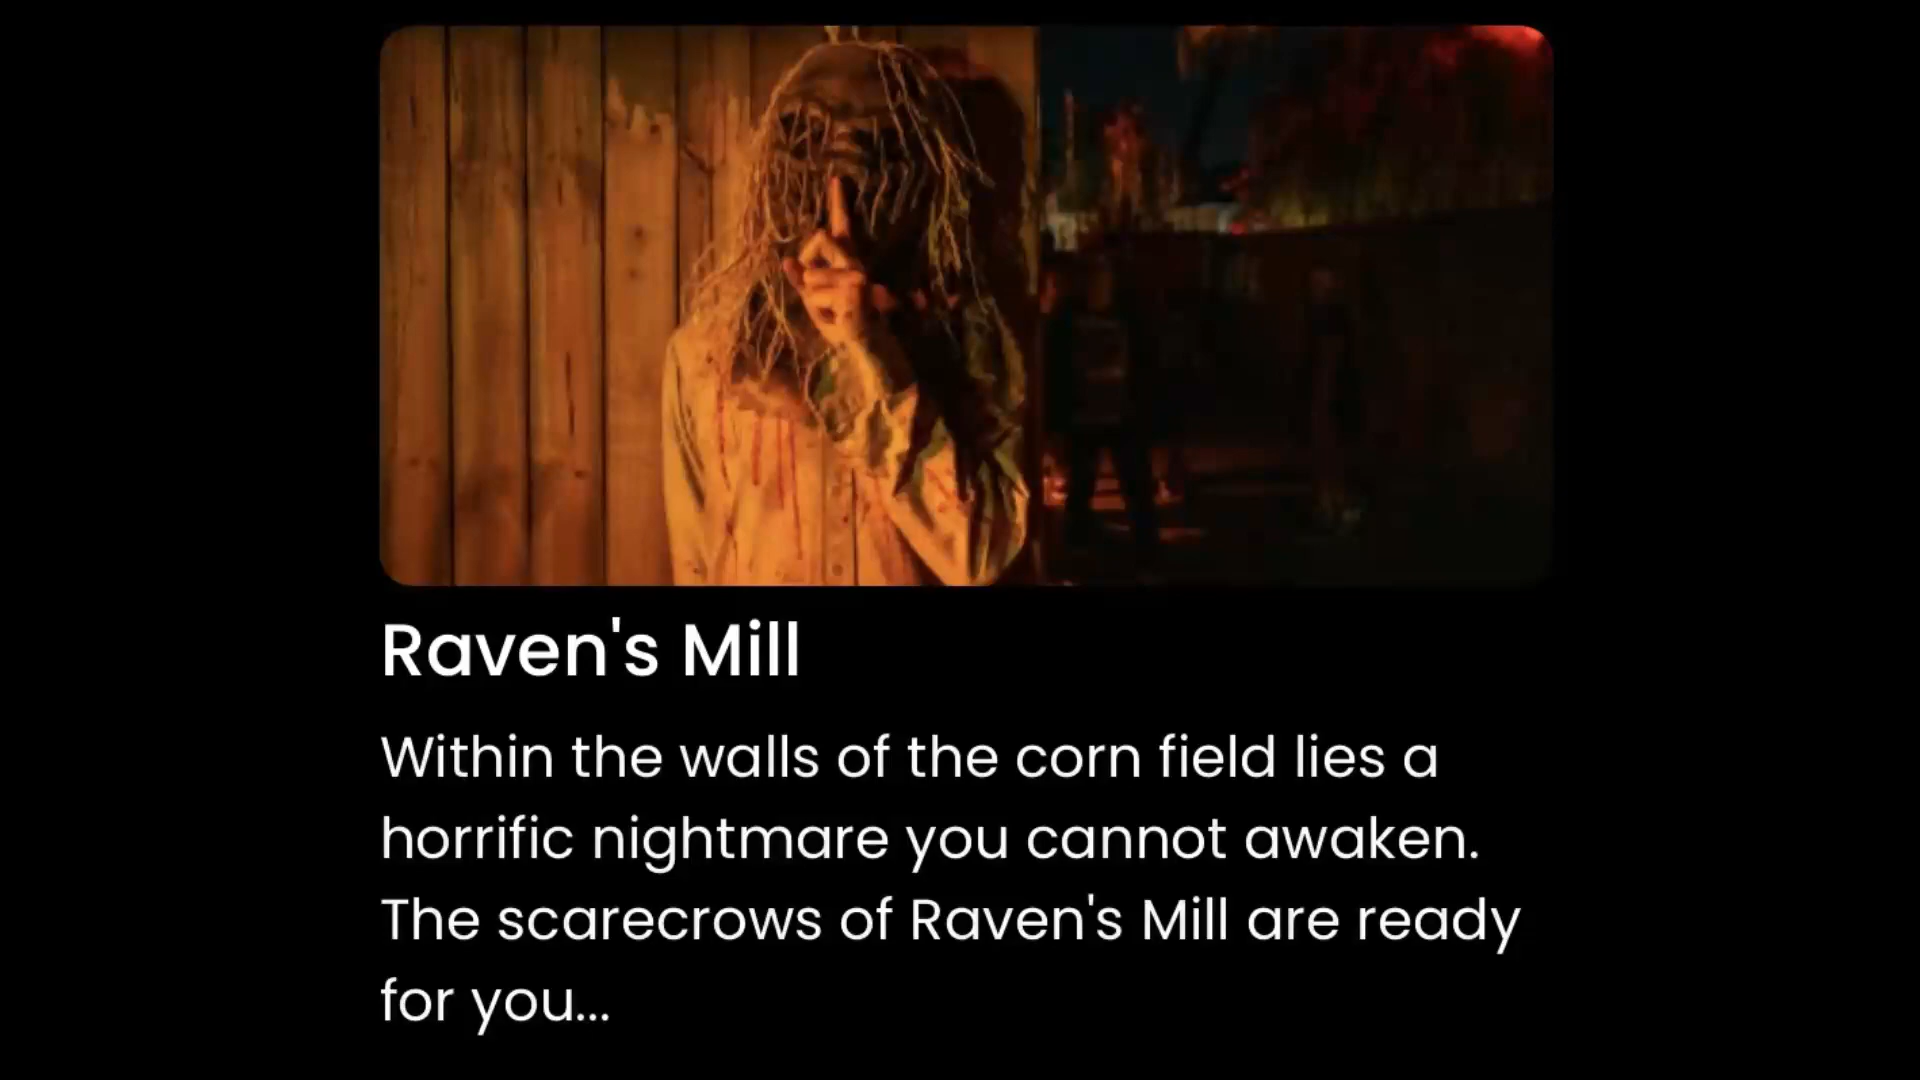 Raven's Mill
Within the walls of the corn field lies a
horrific nightmare you cannot awaken.
The scarecrows of Raven's Mill are ready
for you...